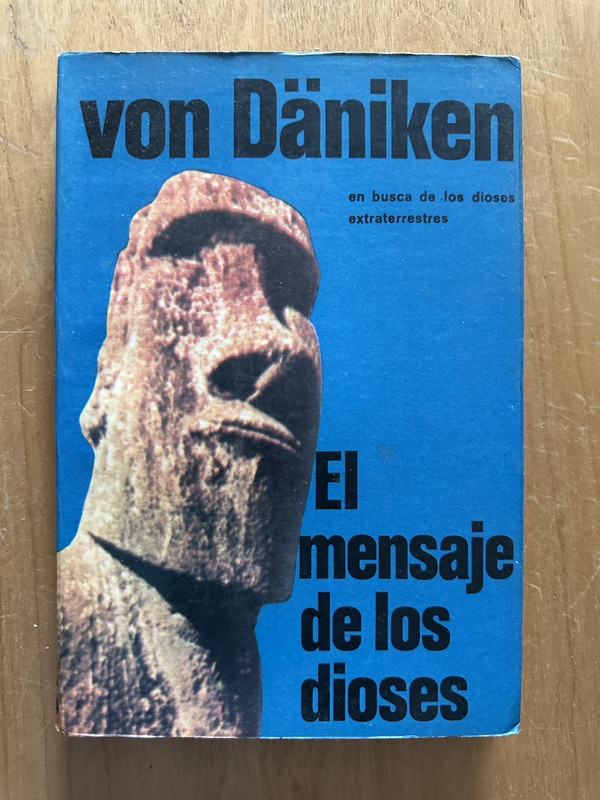 von Däniken
en busca de los dioses
extraterrestres
El
mensaje
de los
dioses